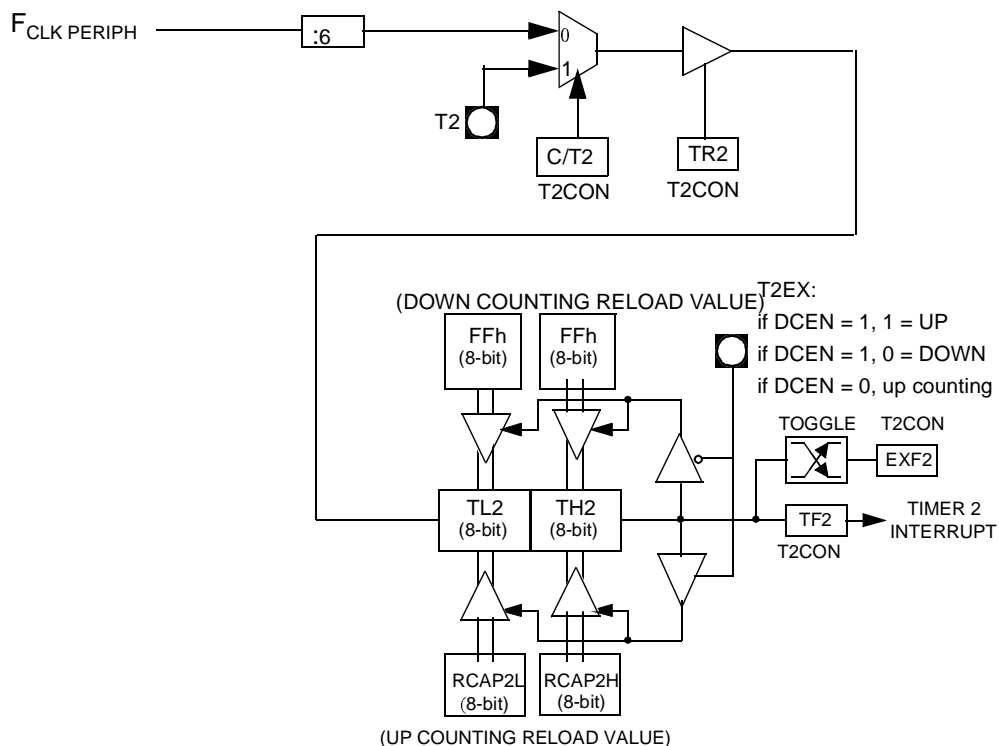 FCLK PERIPH
:6
0
1
T2
C/T2
TR2
T2CON
T2CON
T2EX:
(DOWN COUNTING RELOAD VALUE)
if DCEN = 1, 1 = UP
FFh
(8-bit)
FFh
(8-bit)
if DCEN = 1, 0 = DOWN
if DCEN = 0, up counting
TOGGLE
T2CON
EXF2
TL2
(8-bit)
TH2
(8-bit)
TF2
TIMER 2
INTERRUPT
T2CON
RCAP2L
(8-bit)
RCAP2H
(8-bit)
(UP COUNTING RELOAD VALUE)